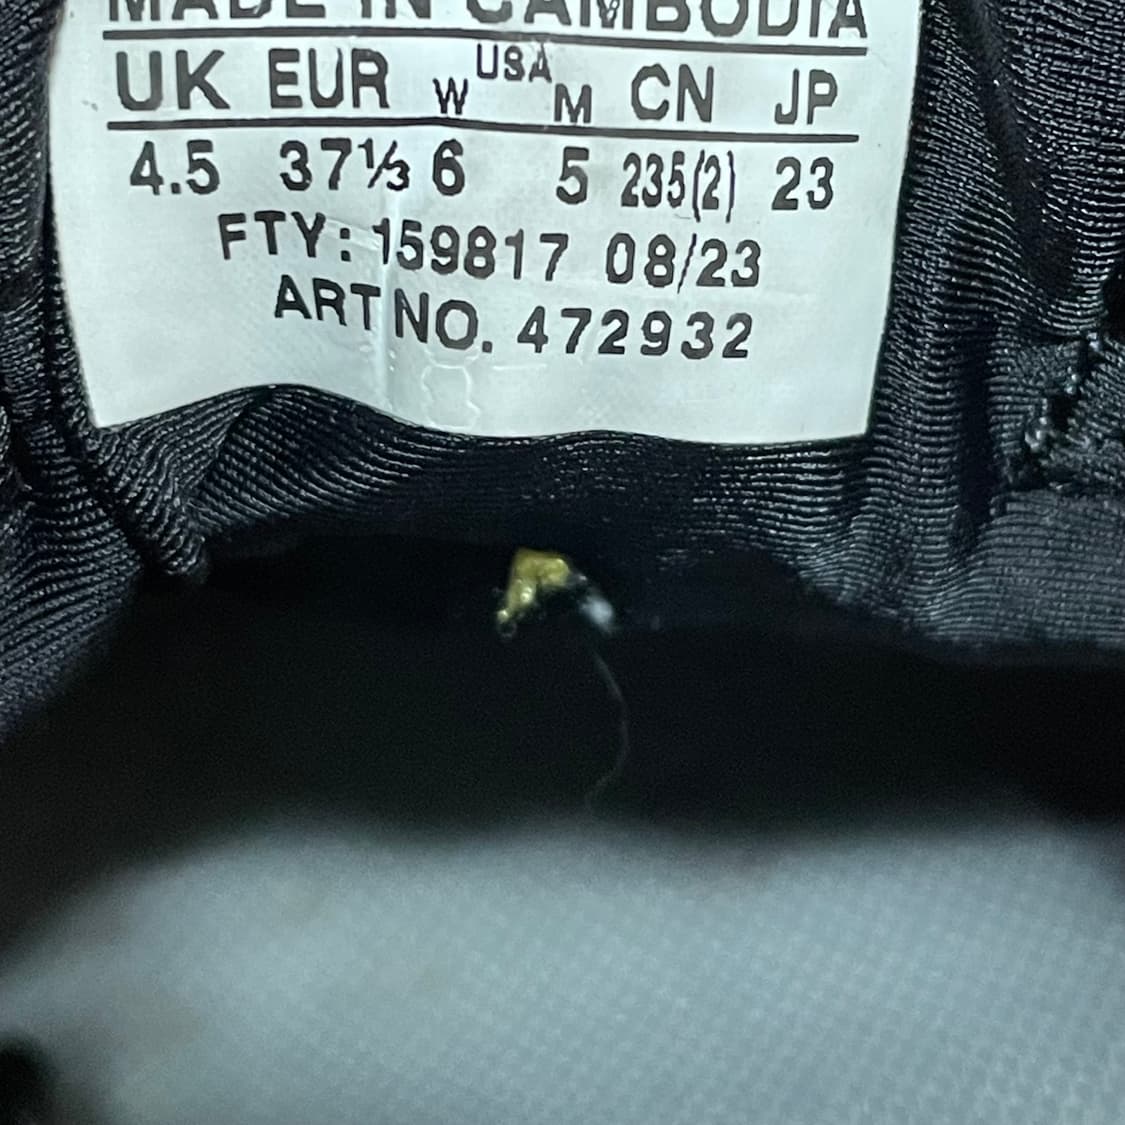 MADE IN CAMBODIA
UK EUR W USA M CN JP
4.5 37⅓ 6 5 235(2) 23
FTY: 159817 08/23
ART NO. 472932